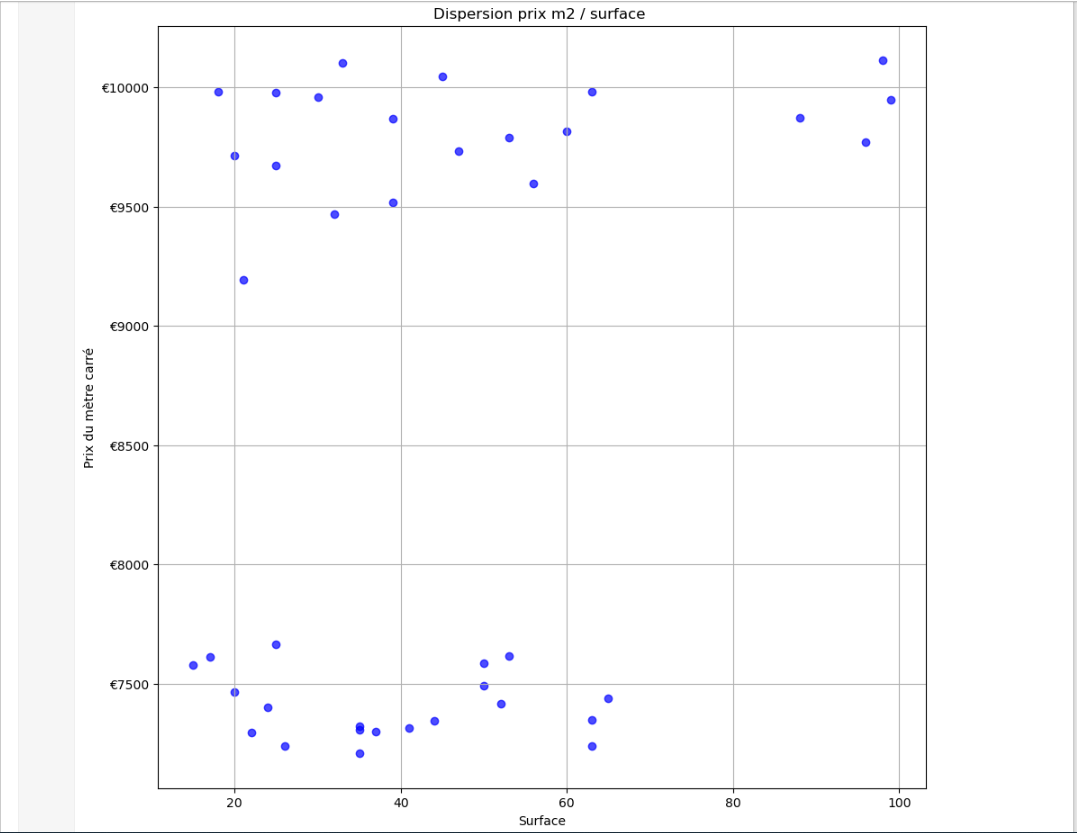 Dispersion prix m2 / surface
€10000
€9500
€9000
€8500
€8000
€7500
Prix du mètre carré
20 40 60 80 100
Surface